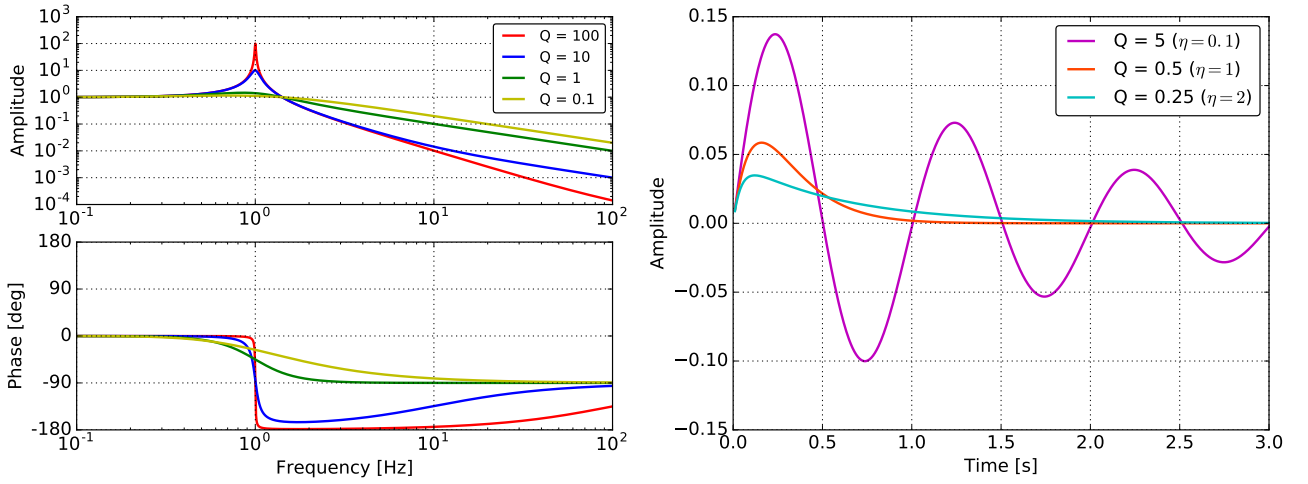 10^3
10^2
10^1
10^0
10^-1
10^-2
10^-3
10^-4
Amplitude
Q = 100
Q = 10
Q = 1
Q = 0.1
10^-1
10^0
10^1
10^2
180
90
0
-90
-180
Phase [deg]
10^-1
10^0
10^1
10^2
Frequency [Hz]
0.15
0.10
0.05
0.00
−0.05
−0.10
−0.15
Amplitude
Q = 5 (η=0.1)
Q = 0.5 (η=1)
Q = 0.25 (η=2)
0.0
0.5
1.0
1.5
2.0
2.5
3.0
Time [s]